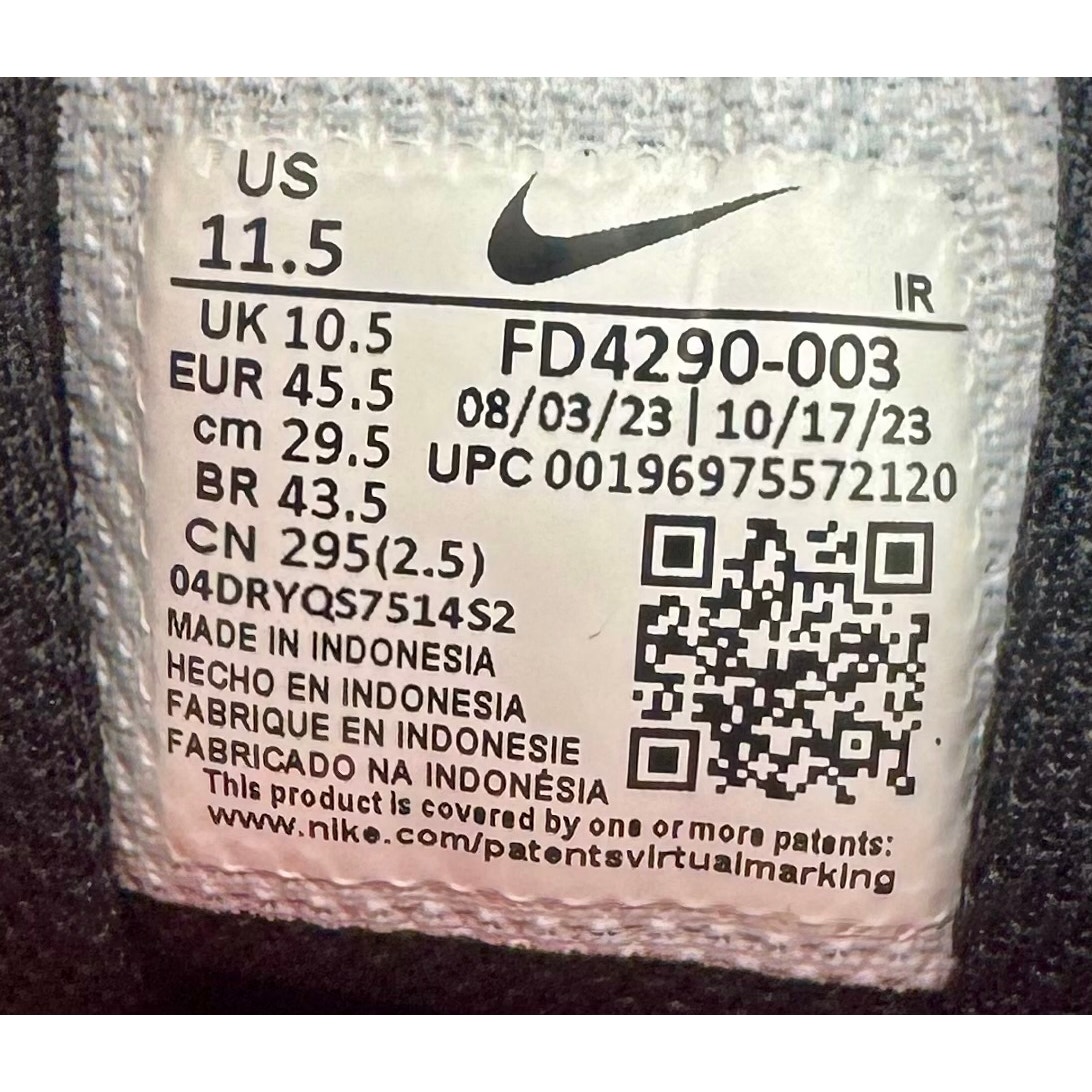 US
11.5
IR
UK 10.5
EUR 45.5
cm 29.5
BR 43.5
CN 295(2.5)
FD4290-003
08/03/23 | 10/17/23
UPC 00196975572120
04DRYQS7514S2
MADE IN INDONESIA
HECHO EN INDONESIA
FABRIQUE EN INDONESIE
FABRICADO NA INDONÉSIA
This product is covered by one or more patents:
www.nike.com/patentsvirtualmarking